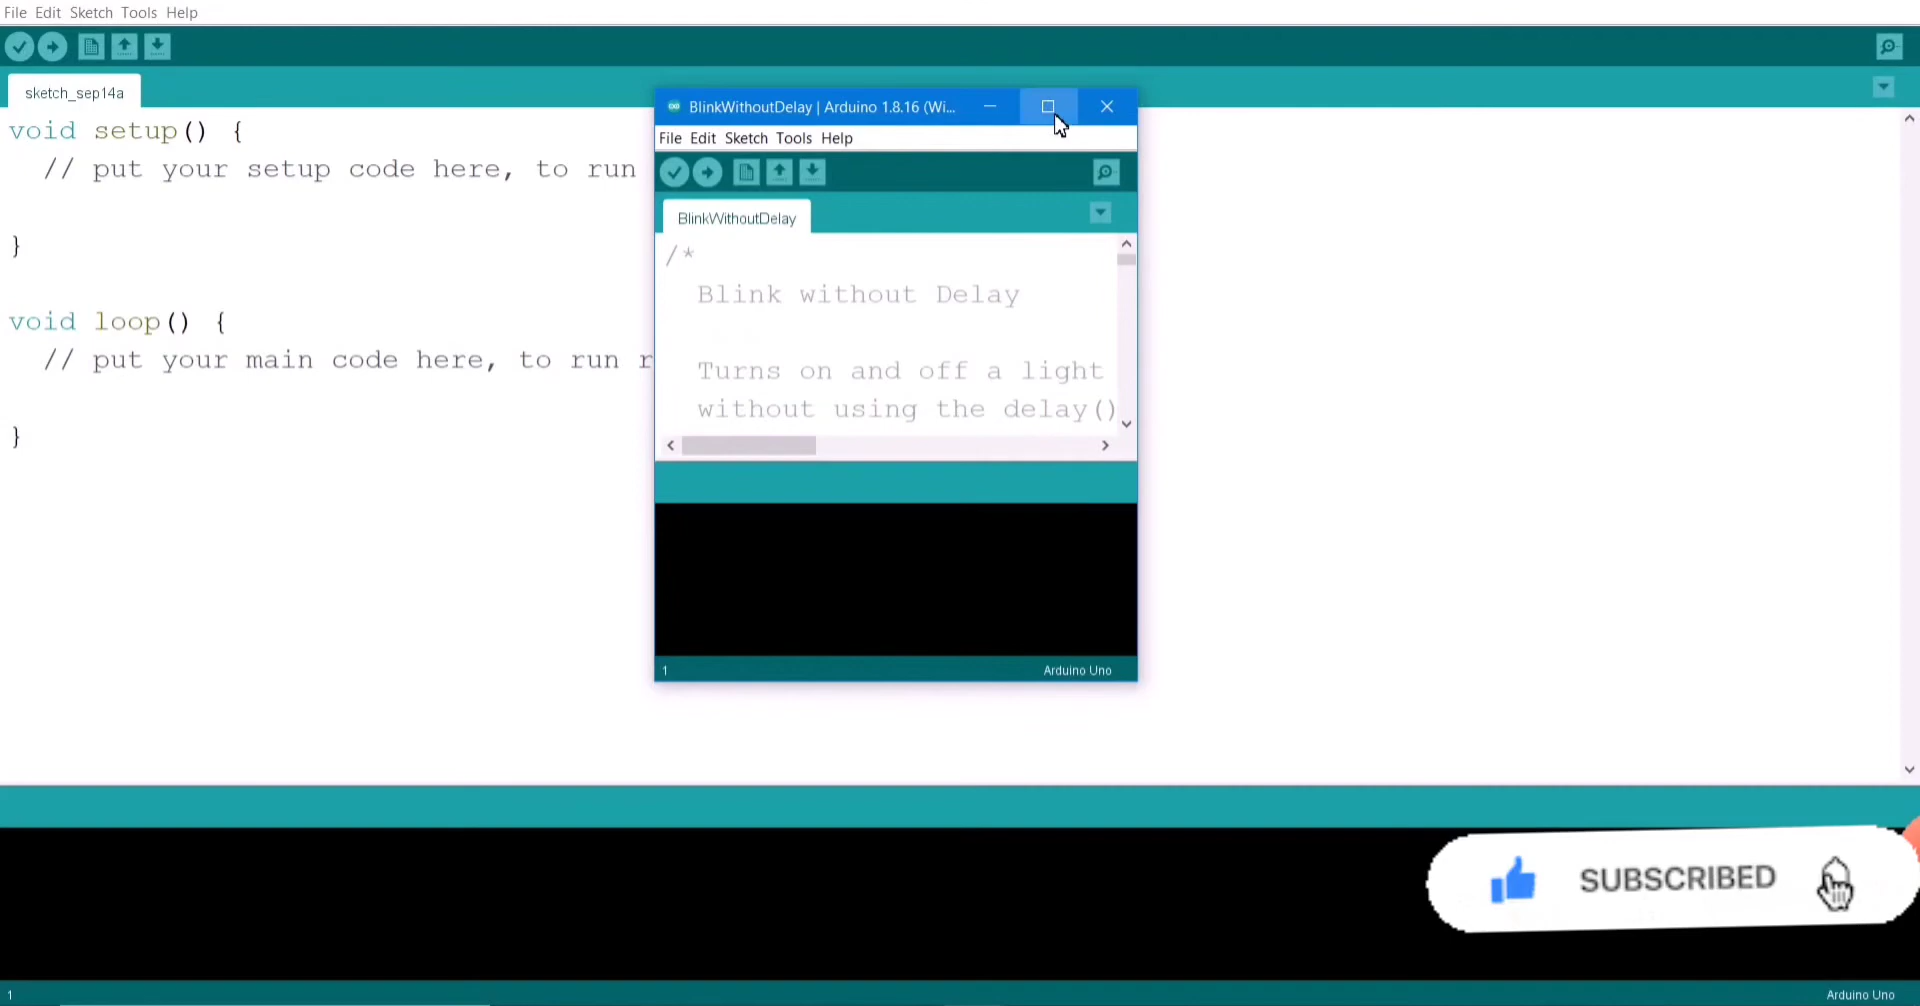 File Edit Sketch Tools Help
sketch_sep14a
void setup() {
// put your setup code here, to run
}
void loop() {
// put your main code here, to run r
}
BlinkWithoutDelay | Arduino 1.8.16 (Wi...
File Edit Sketch Tools Help
BlinkWithoutDelay
/*
Blink without Delay
Turns on and off a light
without using the delay()
1
Arduino Uno
SUBSCRIBED
1
Arduino Uno